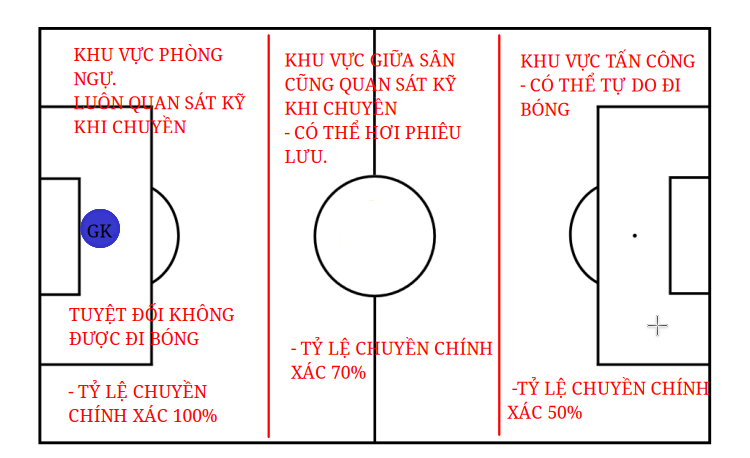 KHU VỰC PHÒNG
NGỰ.
LUÔN QUAN SÁT KỸ
KHI CHUYỀN
GK
TUYỆT ĐỐI KHÔNG
ĐƯỢC ĐI BÓNG
- TỶ LỆ CHUYỀN
CHÍNH XÁC 100%
KHU VỰC GIỮA SÂN
CŨNG QUAN SÁT KỸ
KHI CHUYỀN
- CÓ THỂ HƠI PHIÊU
LƯU.
- TỶ LỆ CHUYỀN CHÍNH
XÁC 70%
KHU VỰC TẤN CÔNG
- CÓ THỂ TỰ DO ĐI
BÓNG
-TỶ LỆ CHUYỀN CHÍNH
XÁC 50%